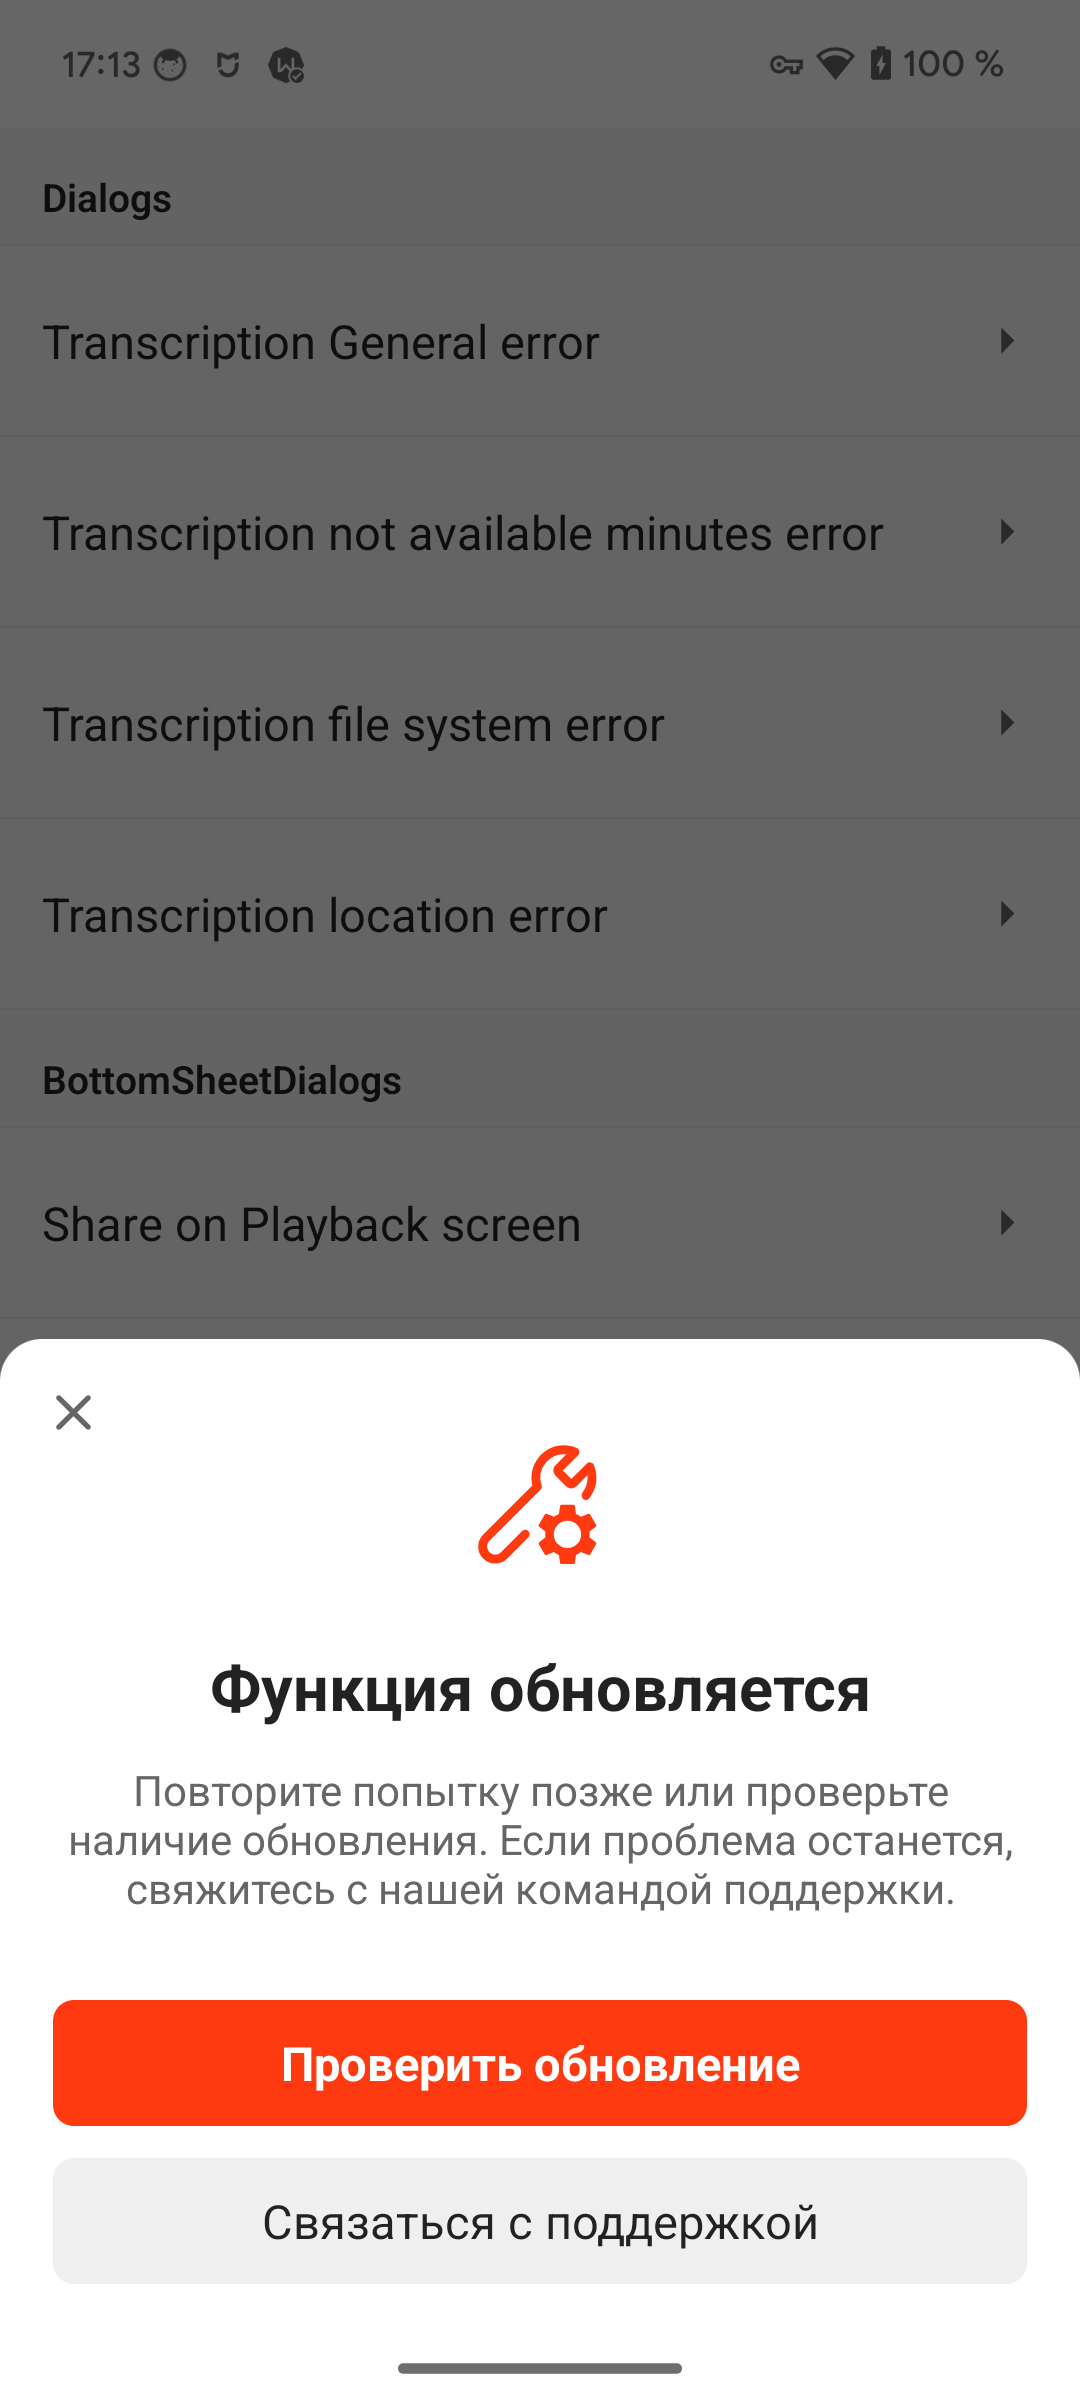 17:13
100 %
Dialogs
Transcription General error
Transcription not available minutes error
Transcription file system error
Transcription location error
BottomSheetDialogs
Share on Playback screen
Функция обновляется
Повторите попытку позже или проверьте
наличие обновления. Если проблема останется,
свяжитесь с нашей командой поддержки.
Проверить обновление
Связаться с поддержкой